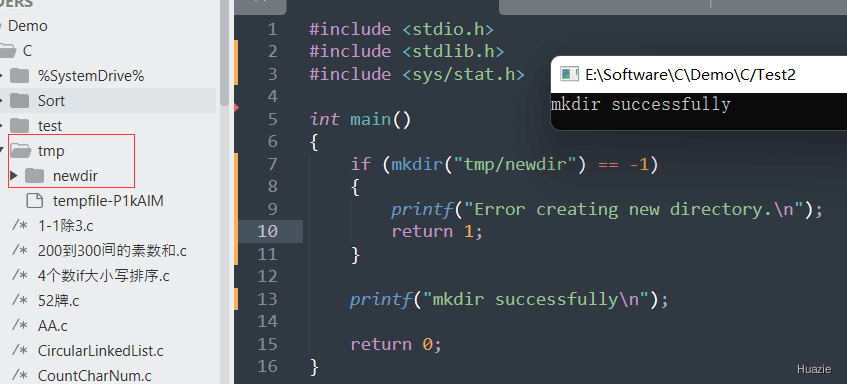 DERS
Demo
C
%SystemDrive%
Sort
test
tmp
newdir
tempfile-P1kAIM
/* 1-1除3.c
/* 200到300间的素数和.c
/* 4个数if大小写排序.c
/* 52牌.c
/* AA.c
/* CircularLinkedList.c
/* CountCharNum.c
1 #include <stdio.h>
2 #include <stdlib.h>
3 #include <sys/stat.h>
4
5 int main()
6 {
7 if (mkdir("tmp/newdir") == -1)
8 {
9 printf("Error creating new directory.\n");
10 return 1;
11 }
12
13 printf("mkdir successfully\n");
14
15 return 0;
16 }
E:\Software\C\Demo\C/Test2
mkdir successfully
Huazie